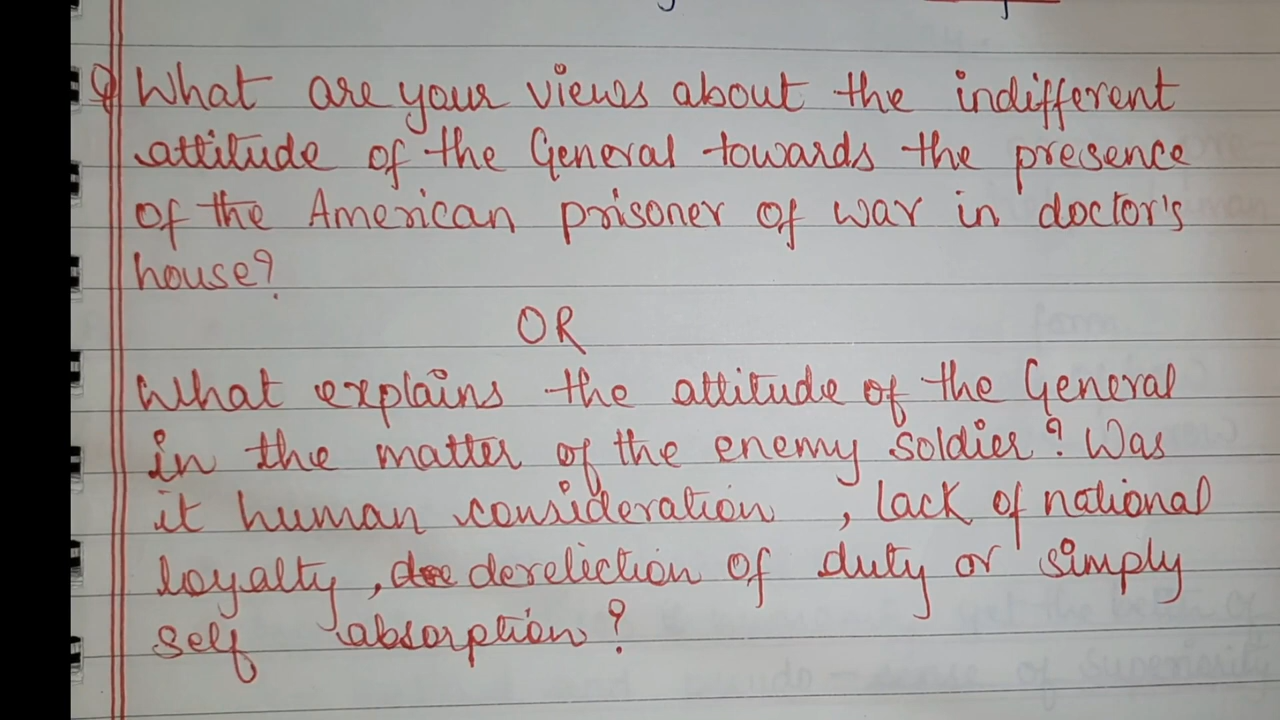 Q What are your views about the indifferent
attitude of the General towards the presence
of the American prisoner of war in doctor's
house?
OR
What explains the attitude of the General
in the matter of the enemy soldier? Was
it human consideration , lack of national
loyalty, dereliction of duty or simply
self absorption?